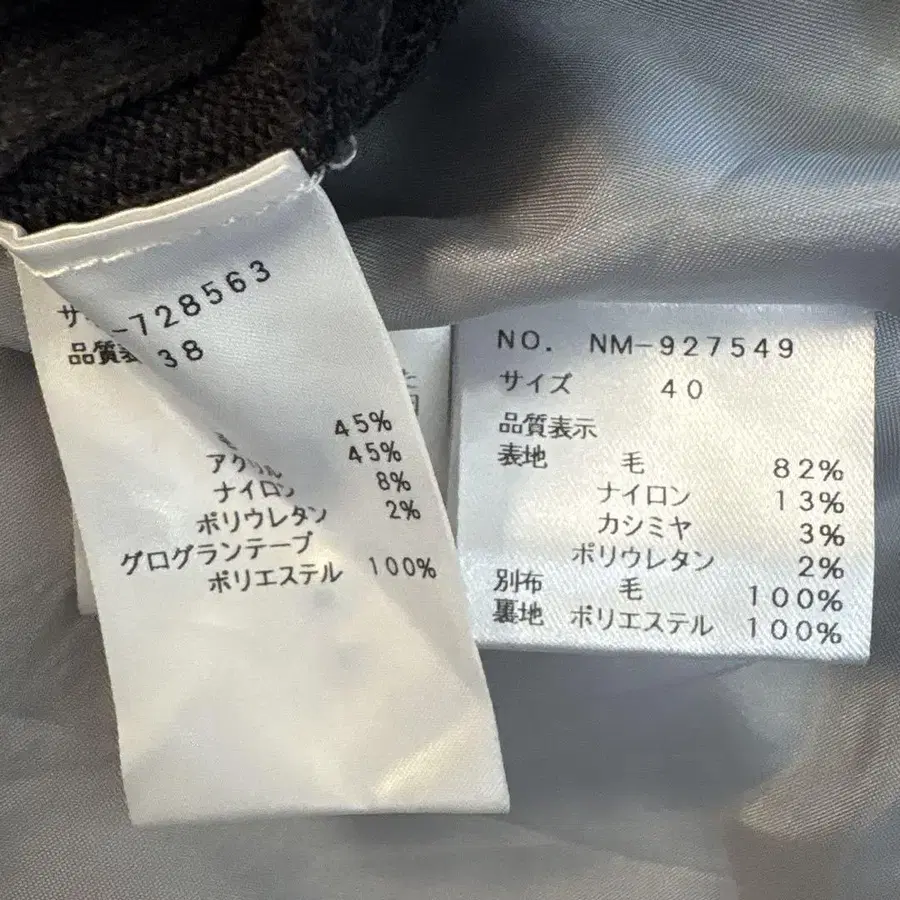 -728563
サ 38
品質表
45%
アクリル 45%
ナイロン 8%
ポリウレタン 2%
グログランテープ
ポリエステル 100%
NO. NM-927549
サイズ 40
品質表示
表地 毛 82%
ナイロン 13%
カシミヤ 3%
ポリウレタン 2%
別布 毛 100%
裏地 ポリエステル 100%